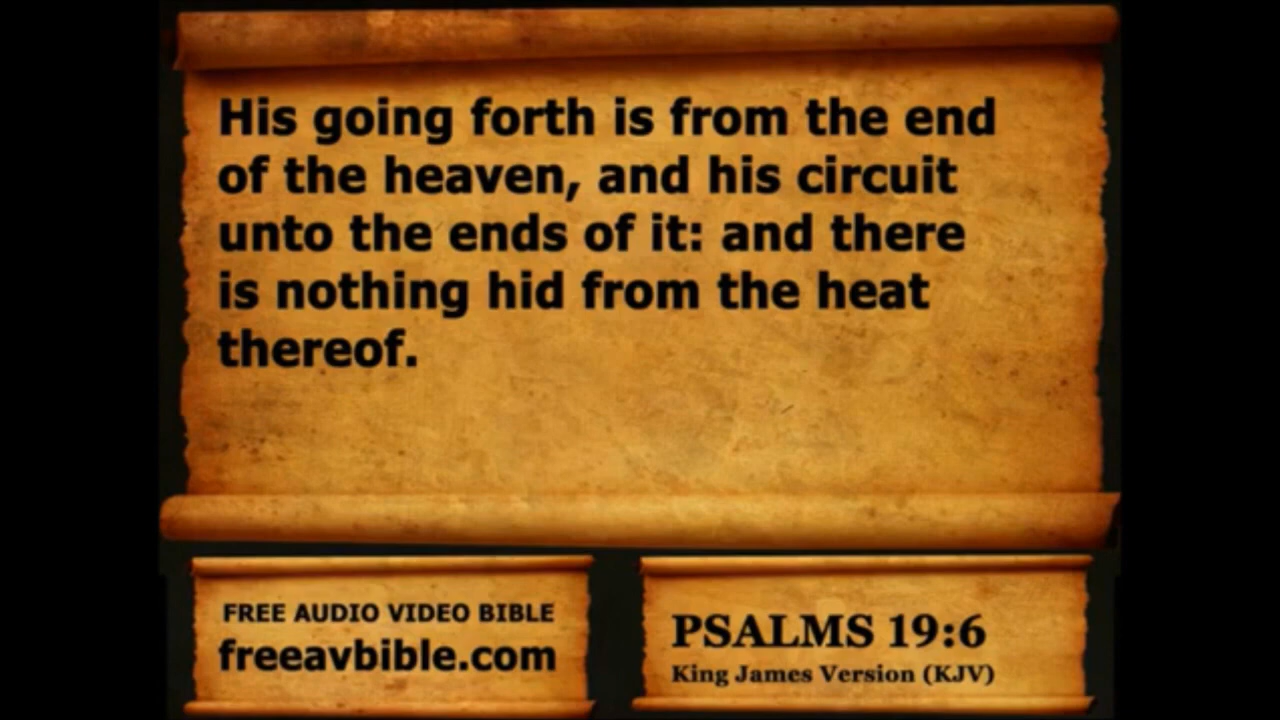 His going forth is from the end
of the heaven, and his circuit
unto the ends of it: and there
is nothing hid from the heat
thereof.
FREE AUDIO VIDEO BIBLE
freeavbible.com
PSALMS 19:6
King James Version (KJV)